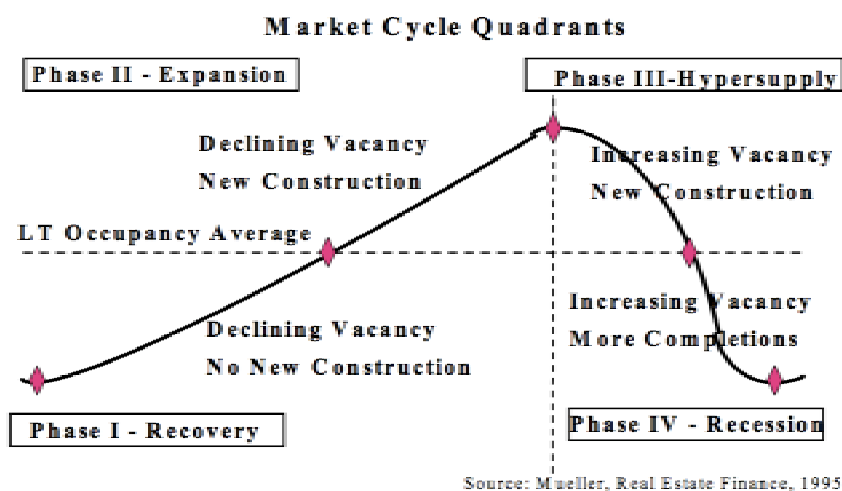 Market Cycle Quadrants
Phase II - Expansion
Phase III-Hypersupply
Declining Vacancy
New Construction
Increasing Vacancy
New Construction
LT Occupancy Average
Declining Vacancy
No New Construction
Increasing Vacancy
More Completions
Phase I - Recovery
Phase IV - Recession
Source: Mueller, Real Estate Finance, 1995